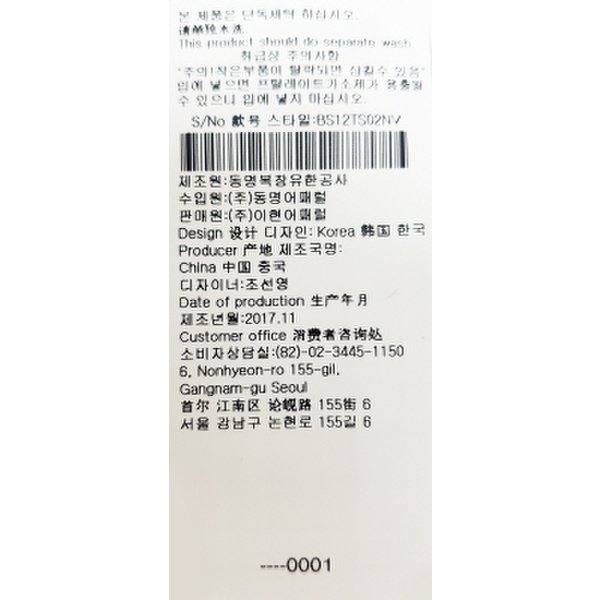 본 제품은 단독세탁 하십시오.
请单独水洗
This product should do separate wash
취급상 주의사항
*주의!작은부품이 탈락되면 삼킬수 있음*
입에 넣으면 프탈레이트가소제가 용출될
수 있으니 입에 넣지 마십시오.
S/No 款号 스타일:BS12TS02NV
제조원:동명복장유한공사
수입원:(주)동명어패럴
판매원:(주)이현어패럴
Design 设计 디자인: Korea 韩国 한국
Producer 产地 제조국명:
China 中国 중국
디자이너:조선영
Date of production 生产年月
제조년월:2017.11
Customer office 消费者咨询处
소비자상담실:(82)-02-3445-1150
6, Nonhyeon-ro 155-gil,
Gangnam-gu Seoul
首尔 江南区 论岘路 155街 6
서울 강남구 논현로 155길 6
----0001